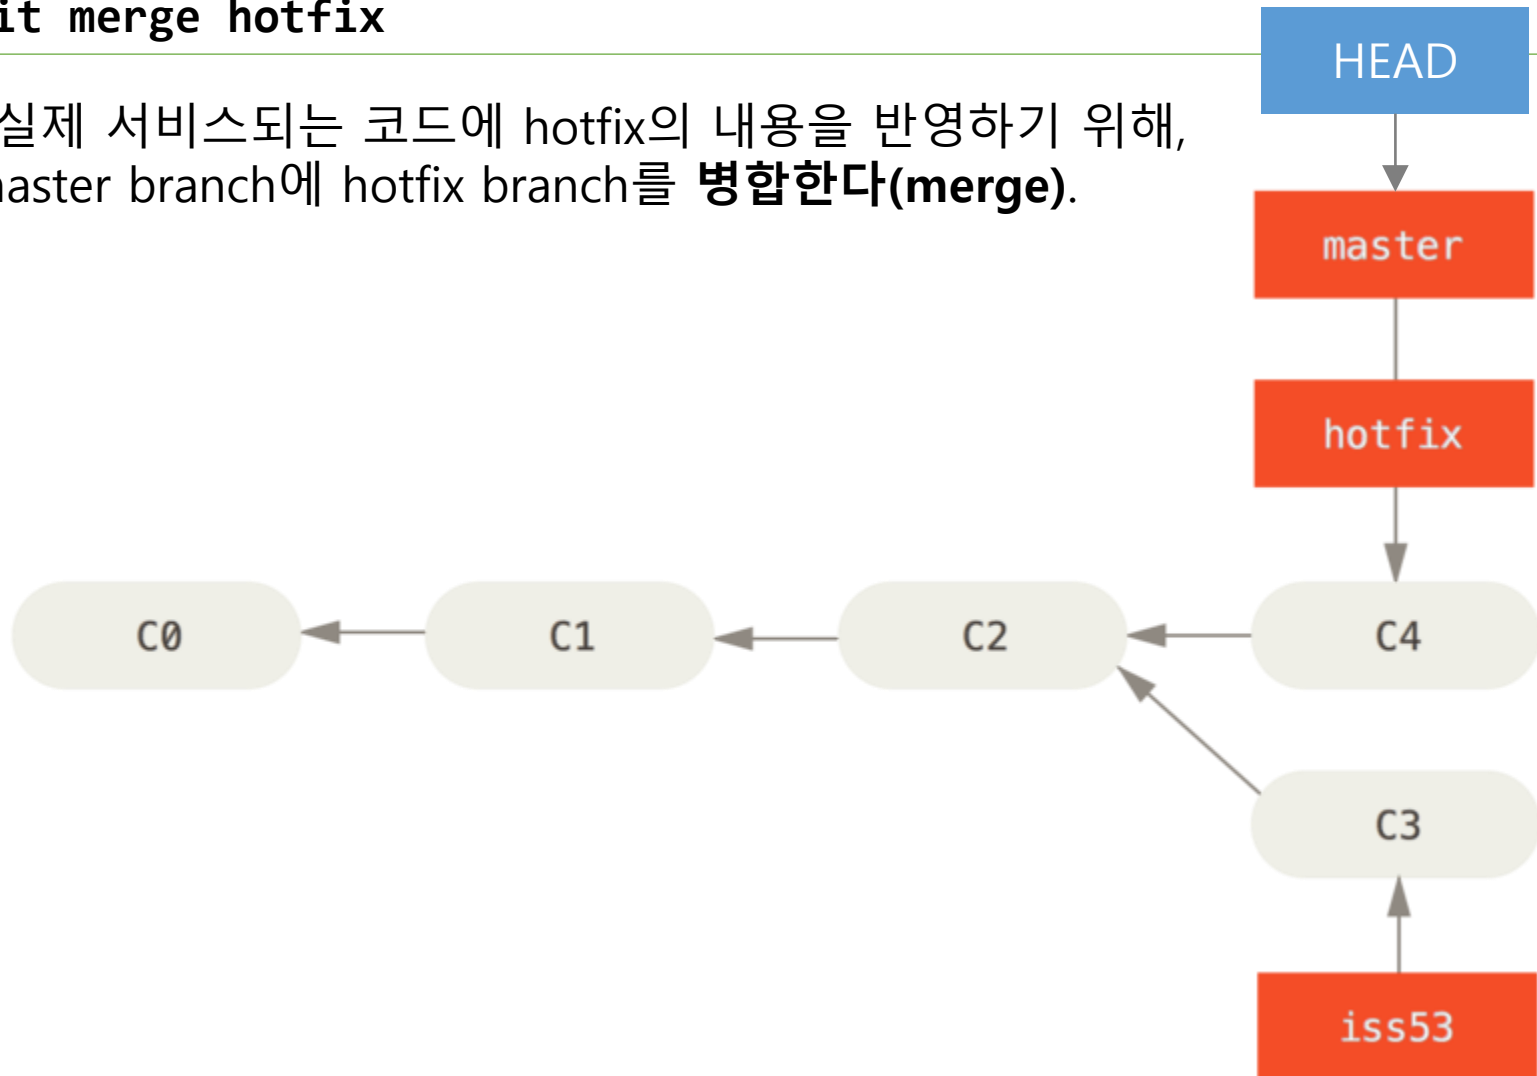 it merge hotfix
HEAD
실제 서비스되는 코드에 hotfix의 내용을 반영하기 위해,
master branch에 hotfix branch를 병합한다(merge).
master
hotfix
C0
C1
C2
C4
C3
iss53